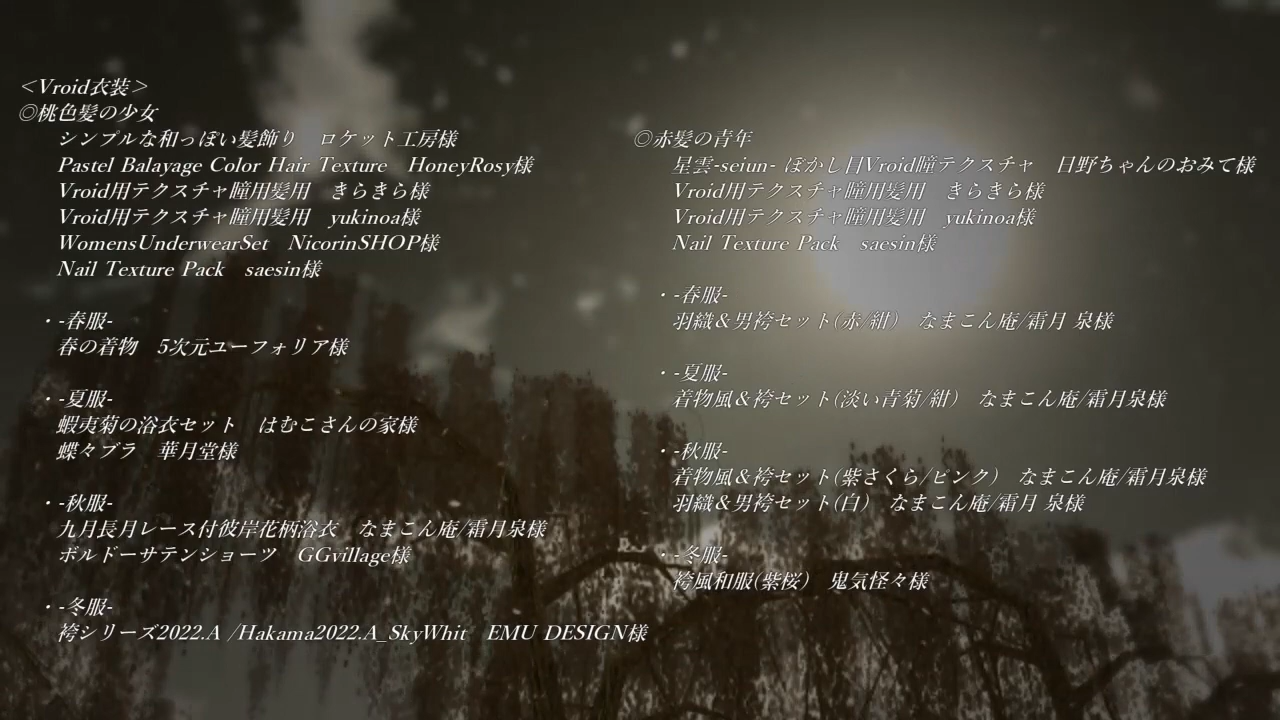 ＜Vroid衣装＞
◎桃色髪の少女
シンプルな和っぽい髪飾り　ロケット工房様
Pastel Balayage Color Hair Texture　HoneyRosy様
Vroid用テクスチャ瞳用髪用　きらきら様
Vroid用テクスチャ瞳用髪用　yukinoa様
WomensUnderwearSet　NicorinSHOP様
Nail Texture Pack　saesin様
・-春服-
春の着物　5次元ユーフォリア様
・-夏服-
蝦夷菊の浴衣セット　はむこさんの家様
蝶々ブラ　華月堂様
・-秋服-
九月長月レース付彼岸花柄浴衣　なまこん庵/霜月泉様
ボルドーサテンショーツ　GGvillage様
・-冬服-
袴シリーズ2022.A /Hakama2022.A_SkyWhit　EMU DESIGN様
◎赤髪の青年
星雲-seiun- ぼかし目Vroid瞳テクスチャ　日野ちゃんのおみて様
Vroid用テクスチャ瞳用髪用　きらきら様
Vroid用テクスチャ瞳用髪用　yukinoa様
Nail Texture Pack　saesin様
・-春服-
羽織＆男袴セット(赤/紺)　なまこん庵/霜月 泉様
・-夏服-
着物風＆袴セット(淡い青菊/紺)　なまこん庵/霜月泉様
・-秋服-
着物風＆袴セット(紫さくら/ピンク)　なまこん庵/霜月泉様
羽織＆男袴セット(白)　なまこん庵/霜月 泉様
・-冬服-
袴風和服(紫桜)　鬼気怪々様